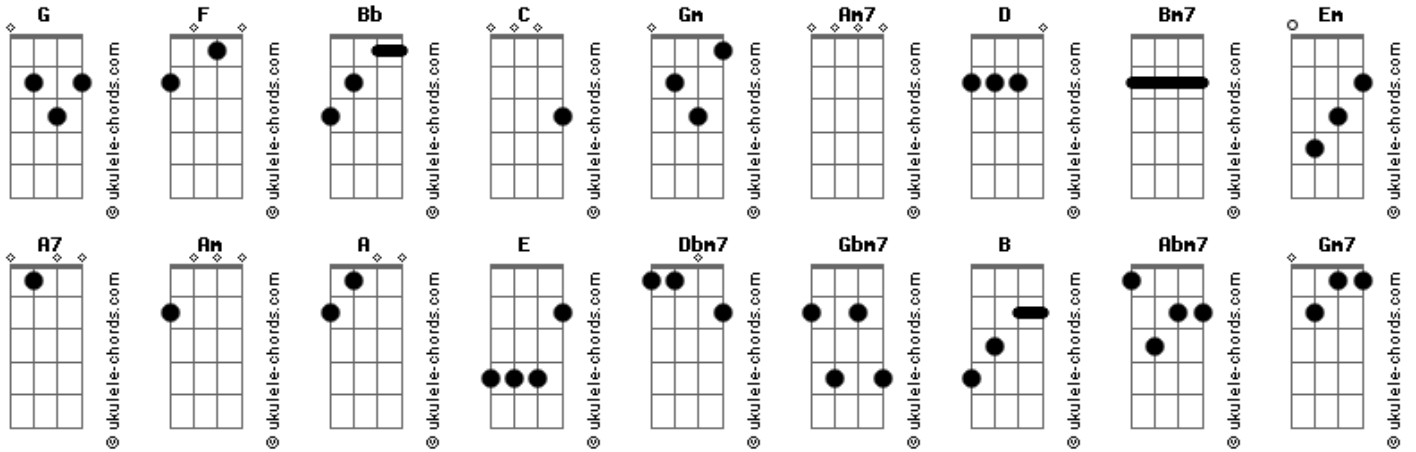 G F Bb C Gm Am7 D Bm7 Em
© ukulele-chords.com © ukulele-chords.com © ukulele-chords.com © ukulele-chords.com © ukulele-chords.com © ukulele-chords.com © ukulele-chords.com © ukulele-chords.com © ukulele-chords.com
A7 Am A E Dbm7 Gbm7 B Abm7 Gm7
© ukulele-chords.com © ukulele-chords.com © ukulele-chords.com © ukulele-chords.com © ukulele-chords.com © ukulele-chords.com © ukulele-chords.com © ukulele-chords.com © ukulele-chords.com